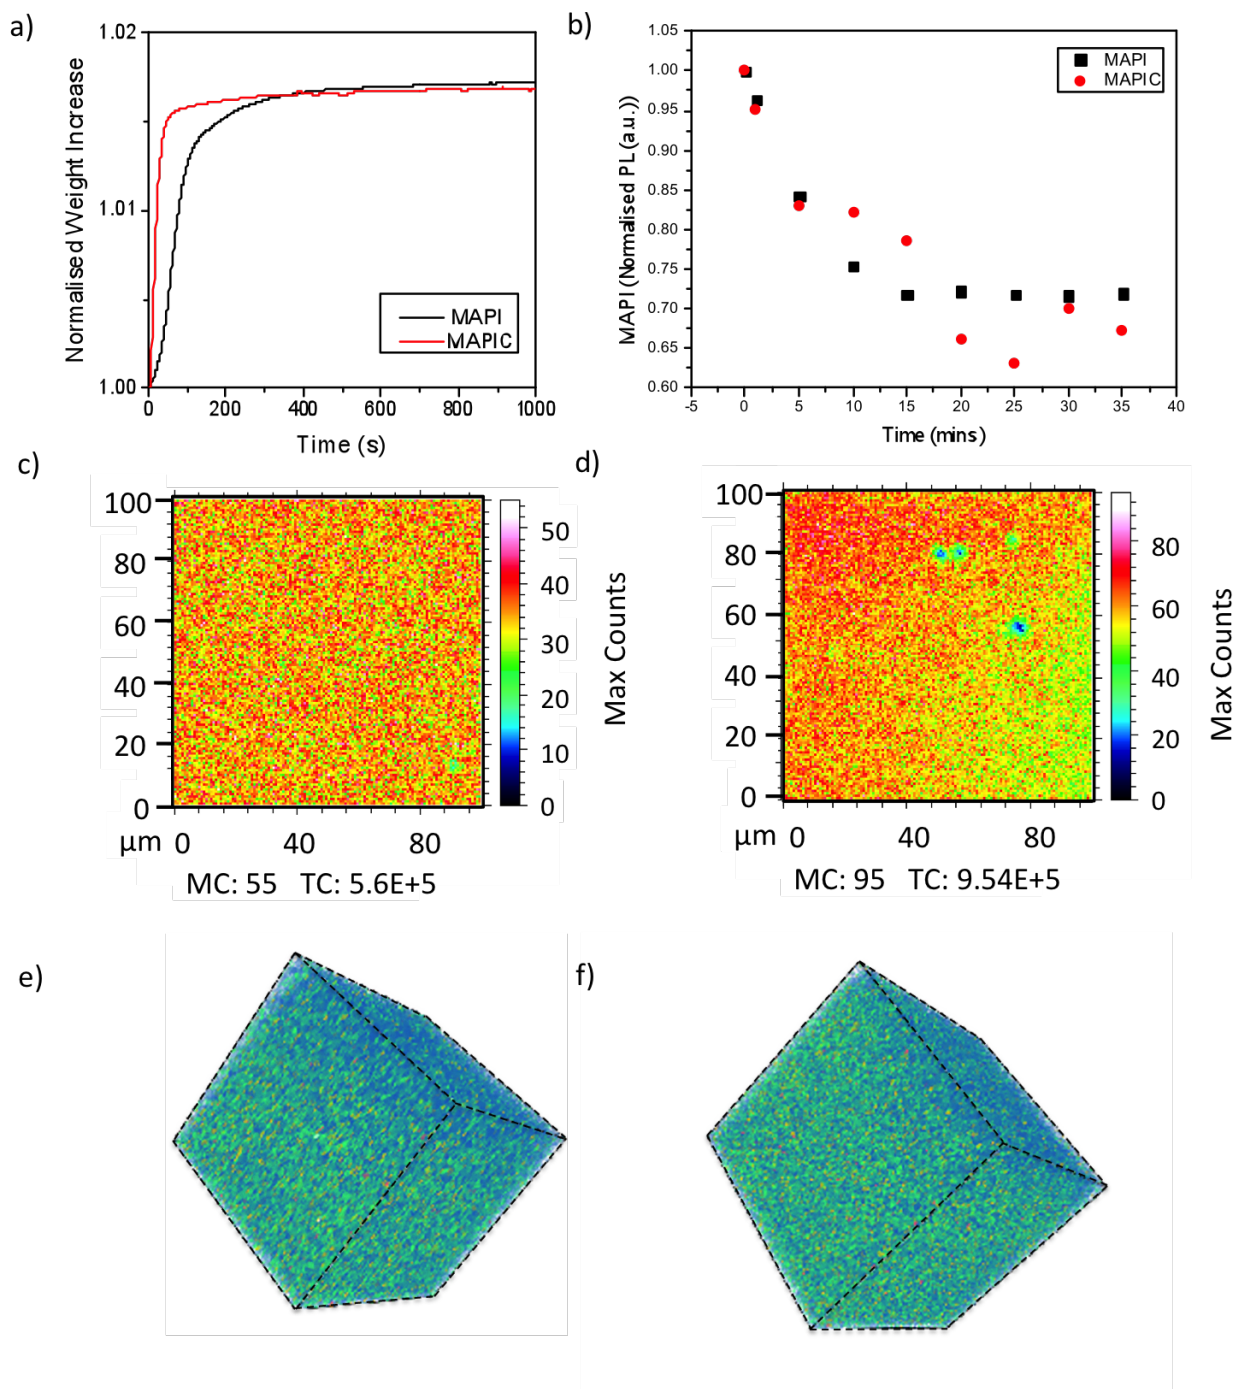 a)
1.02
1.01
1.00
Normalised Weight Increase
MAPI
MAPIC
0 200 400 600 800 1000
Time (s)
b)
1.05
1.00
0.95
0.90
0.85
0.80
0.75
0.70
0.65
0.60
MAPI (Normalised PL (a.u.))
MAPI
MAPIC
-5 0 5 10 15 20 25 30 35 40
Time (mins)
c)
100
80
60
40
20
0
µm 0 40 80
50
40
30
20
10
0
Max Counts
MC: 55 TC: 5.6E+5
d)
100
80
60
40
20
0
µm 0 40 80
80
60
40
20
0
Max Counts
MC: 95 TC: 9.54E+5
e)
f)